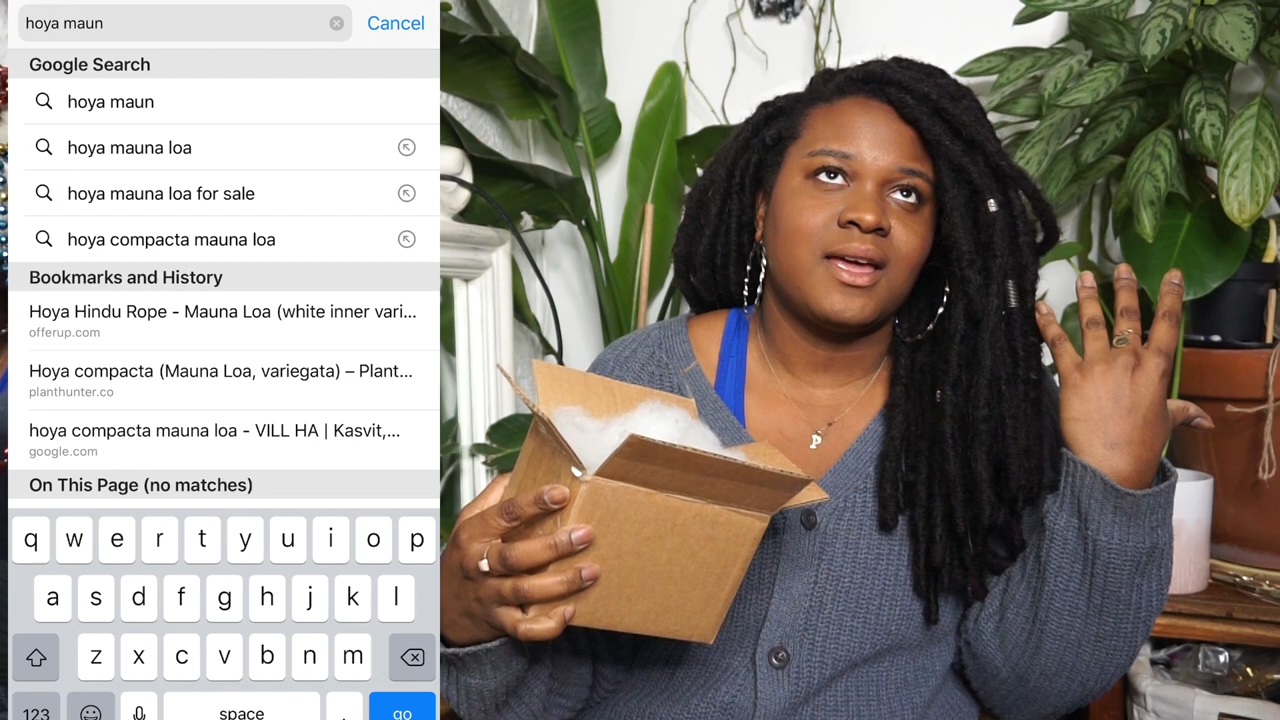 hoya maun
Cancel
Google Search
hoya maun
hoya mauna loa
hoya mauna loa for sale
hoya compacta mauna loa
Bookmarks and History
Hoya Hindu Rope - Mauna Loa (white inner vari...
offerup.com
Hoya compacta (Mauna Loa, variegata) – Plant...
planthunter.co
hoya compacta mauna loa - VILL HA | Kasvit,...
google.com
On This Page (no matches)
q w e r t y u i o p
a s d f g h j k l
z x c v b n m
123 space . go
P